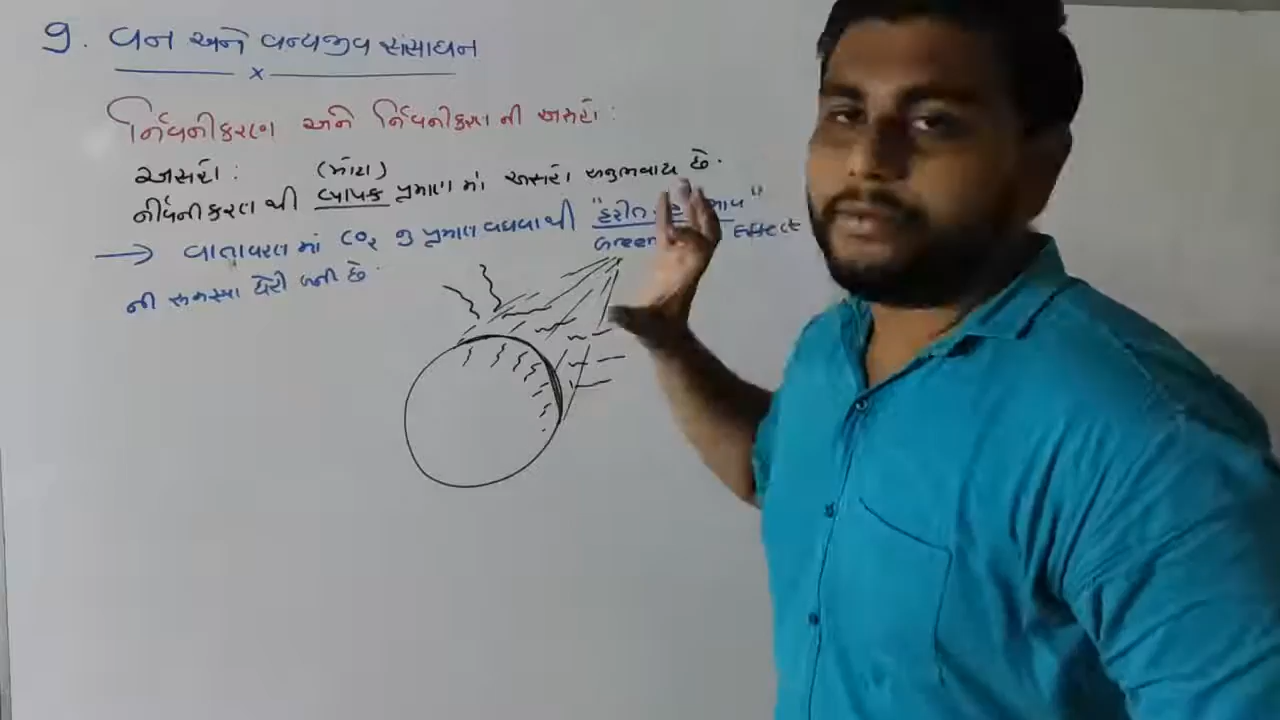 9. વન અને વન્યજીવ સંસાધન
નિર્વનીકરણ અને નિર્વનીકરણ ની અસરો :
અસરો : (મોટા)
નીર્વનીકરણ થી વ્યાપક પ્રમાણ માં અસરો અનુભવાય છે.
→ વાતાવરણ માં CO₂ નુ પ્રમાણ વધવાથી "હરીત
Green Effect
ની સમસ્યા ઘેરી બની છે.